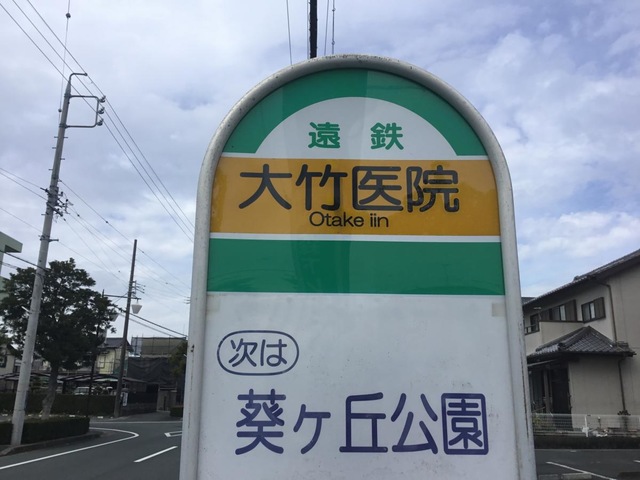 遠鉄
大竹医院
Otake iin
次は
葵ヶ丘公園